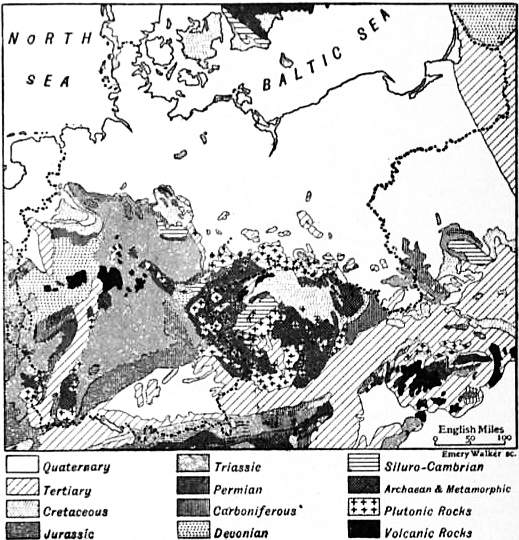 NORTH
SEA
BALTIC SEA
English Miles
0 50 100
Emery Walker sc.
Quaternary
Tertiary
Cretaceous
Jurassic
Triassic
Permian
Carboniferous
Devonian
Siluro-Cambrian
Archaean & Metamorphic
Plutonic Rocks
Volcanic Rocks